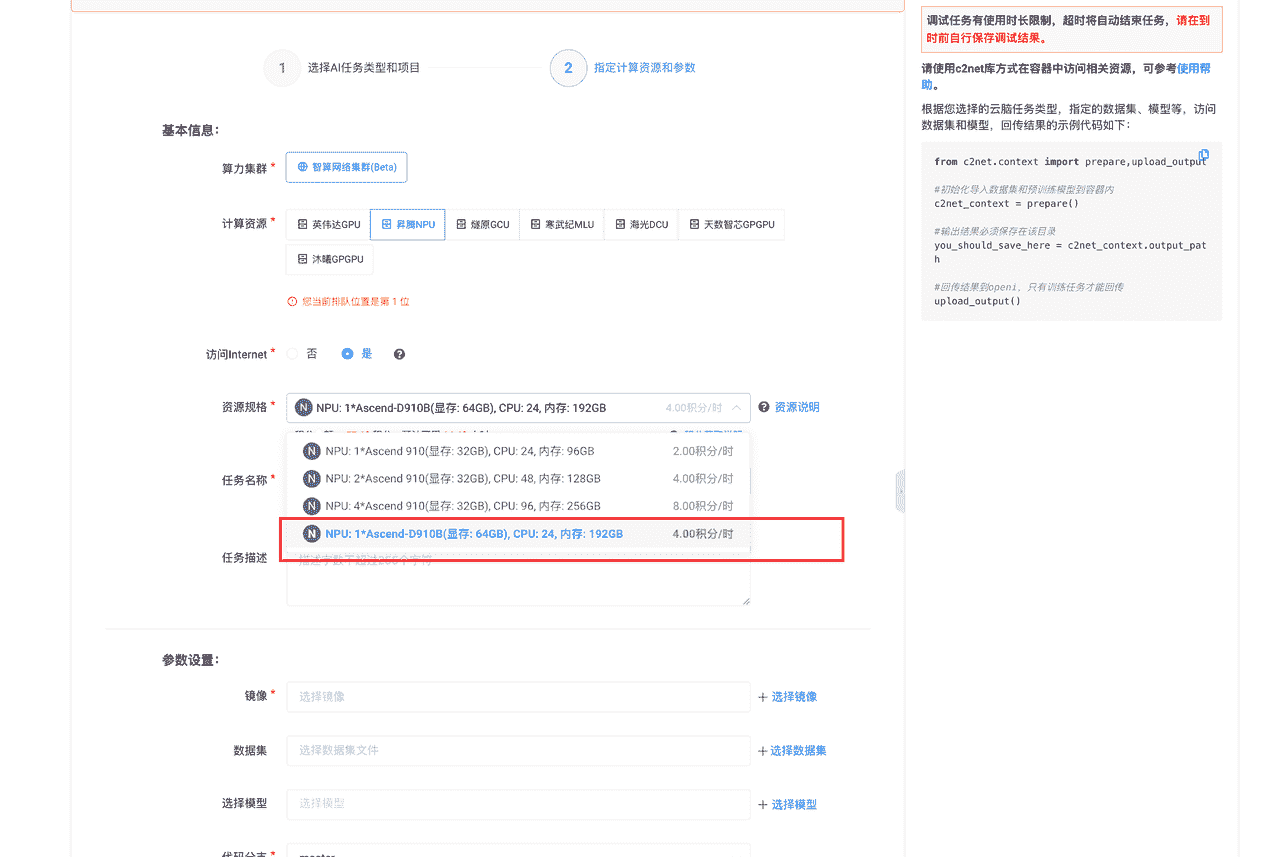 1 选择AI任务类型和项目 2 指定计算资源和参数
基本信息：
算力集群* 智算网络集群(Beta)
计算资源* 英伟达GPU 昇腾NPU 燧原GCU 寒武纪MLU 海光DCU 天数智芯GPGPU
沐曦GPGPU
您当前排队位置是第 1 位
访问Internet* 否 是
资源规格* NPU: 1*Ascend-D910B(显存: 64GB), CPU: 24, 内存: 192GB 4.00积分/时 资源说明
NPU: 1*Ascend 910(显存: 32GB), CPU: 24, 内存: 96GB 2.00积分/时
任务名称* NPU: 2*Ascend 910(显存: 32GB), CPU: 48, 内存: 128GB 4.00积分/时
NPU: 4*Ascend 910(显存: 32GB), CPU: 96, 内存: 256GB 8.00积分/时
NPU: 1*Ascend-D910B(显存: 64GB), CPU: 24, 内存: 192GB 4.00积分/时
任务描述 描述字数不超过255个字符
参数设置：
镜像* 选择镜像 +选择镜像
数据集 选择数据集文件 +选择数据集
选择模型 选择模型 +选择模型
代码分支* master
调试任务有使用时长限制，超时将自动结束任务，请在到
时前自行保存调试结果。
请使用c2net库方式在容器中访问相关资源，可参考使用帮
助。
根据您选择的云脑任务类型，指定的数据集、模型等，访问
数据集和模型，回传结果的示例代码如下：
from c2net.context import prepare,upload_output
#初始化导入数据集和预训练模型到容器内
c2net_context = prepare()
#输出结果必须保存在该目录
you_should_save_here = c2net_context.output_pat
h
#回传结果到openi，只有训练任务才能回传
upload_output()